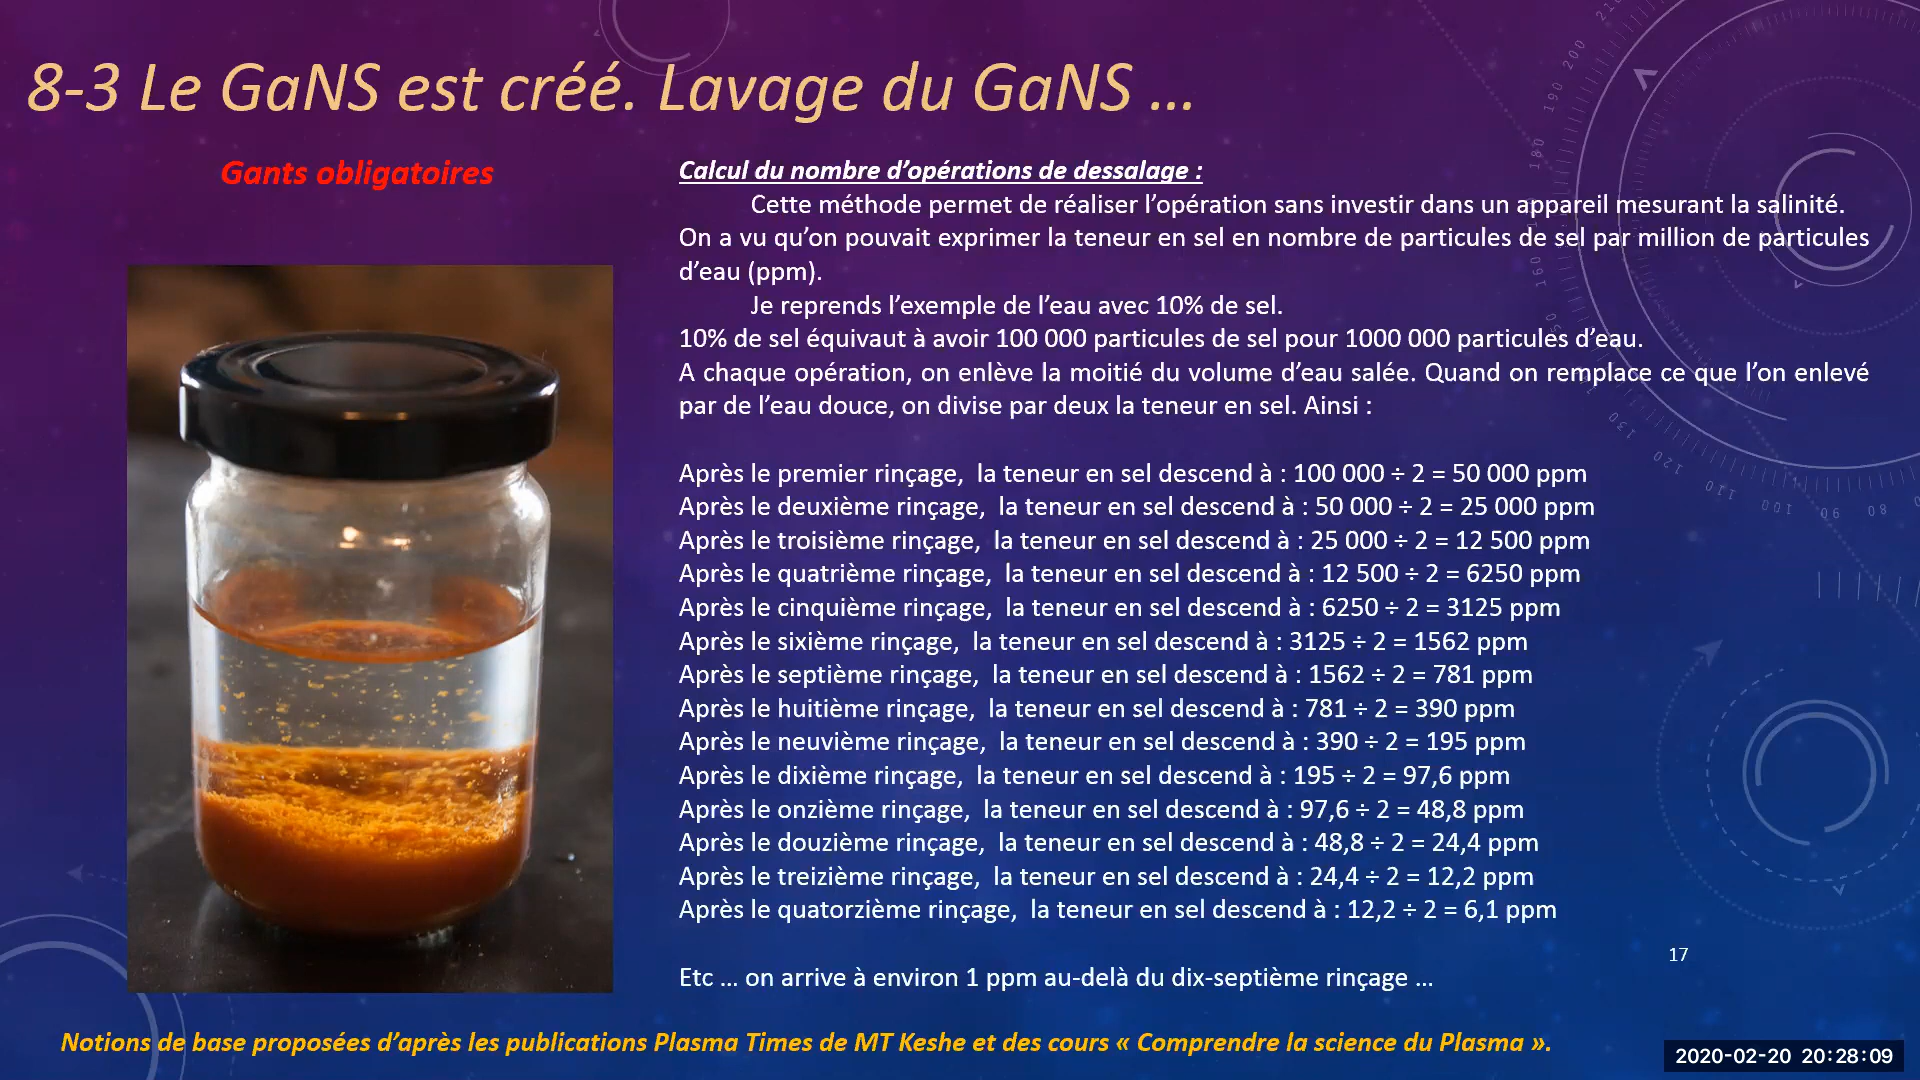 8-3 Le GaNS est créé. Lavage du GaNS ...
Gants obligatoires
Calcul du nombre d’opérations de dessalage :
Cette méthode permet de réaliser l’opération sans investir dans un appareil mesurant la salinité.
On a vu qu’on pouvait exprimer la teneur en sel en nombre de particules de sel par million de particules
d’eau (ppm).
Je reprends l’exemple de l’eau avec 10% de sel.
10% de sel équivaut à avoir 100 000 particules de sel pour 1000 000 particules d’eau.
A chaque opération, on enlève la moitié du volume d’eau salée. Quand on remplace ce que l’on enlevé
par de l’eau douce, on divise par deux la teneur en sel. Ainsi :
Après le premier rinçage, la teneur en sel descend à : 100 000 ÷ 2 = 50 000 ppm
Après le deuxième rinçage, la teneur en sel descend à : 50 000 ÷ 2 = 25 000 ppm
Après le troisième rinçage, la teneur en sel descend à : 25 000 ÷ 2 = 12 500 ppm
Après le quatrième rinçage, la teneur en sel descend à : 12 500 ÷ 2 = 6250 ppm
Après le cinquième rinçage, la teneur en sel descend à : 6250 ÷ 2 = 3125 ppm
Après le sixième rinçage, la teneur en sel descend à : 3125 ÷ 2 = 1562 ppm
Après le septième rinçage, la teneur en sel descend à : 1562 ÷ 2 = 781 ppm
Après le huitième rinçage, la teneur en sel descend à : 781 ÷ 2 = 390 ppm
Après le neuvième rinçage, la teneur en sel descend à : 390 ÷ 2 = 195 ppm
Après le dixième rinçage, la teneur en sel descend à : 195 ÷ 2 = 97,6 ppm
Après le onzième rinçage, la teneur en sel descend à : 97,6 ÷ 2 = 48,8 ppm
Après le douzième rinçage, la teneur en sel descend à : 48,8 ÷ 2 = 24,4 ppm
Après le treizième rinçage, la teneur en sel descend à : 24,4 ÷ 2 = 12,2 ppm
Après le quatorzième rinçage, la teneur en sel descend à : 12,2 ÷ 2 = 6,1 ppm
Etc ... on arrive à environ 1 ppm au-delà du dix-septième rinçage ...
17
Notions de base proposées d’après les publications Plasma Times de MT Keshe et des cours « Comprendre la science du Plasma ».
2020-02-20 20:28:09
210
200
190
180
160
130
120
110
100
90
80